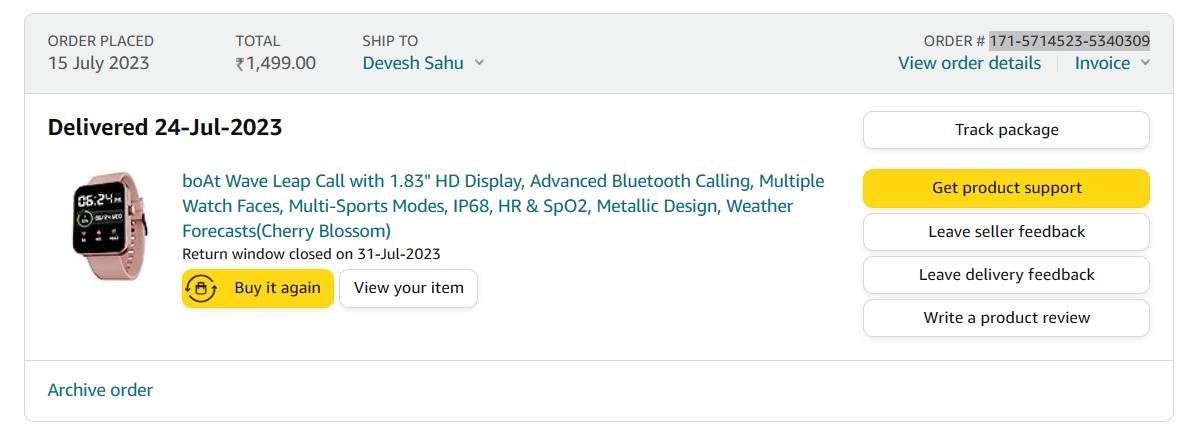 ORDER PLACED
15 July 2023
TOTAL
₹1,499.00
SHIP TO
Devesh Sahu
ORDER # 171-5714523-5340309
View order details
Invoice
Delivered 24-Jul-2023
06:24 PM
boAt Wave Leap Call with 1.83" HD Display, Advanced Bluetooth Calling, Multiple
Watch Faces, Multi-Sports Modes, IP68, HR & SpO2, Metallic Design, Weather
Forecasts(Cherry Blossom)
Return window closed on 31-Jul-2023
Buy it again
View your item
Track package
Get product support
Leave seller feedback
Leave delivery feedback
Write a product review
Archive order